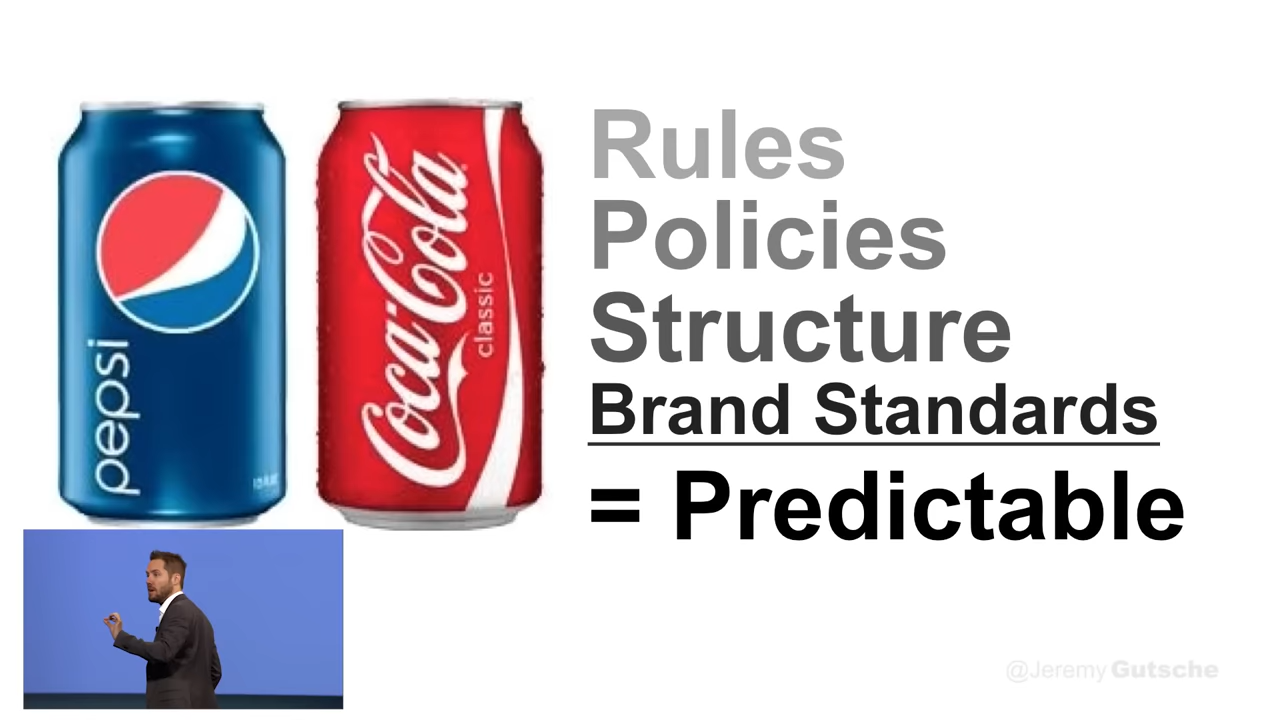 pepsi
Coca-Cola
classic
Rules
Policies
Structure
Brand Standards
= Predictable
@Jeremy Gutsche